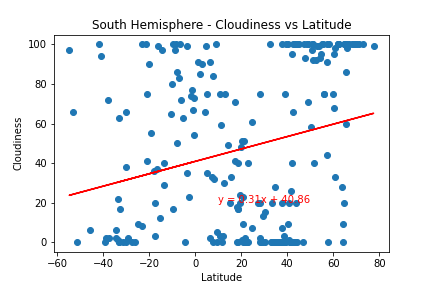 South Hemisphere - Cloudiness vs Latitude
100
80
60
40
20
0
Cloudiness
y = 0.31x + 40.86
−60 −40 −20 0 20 40 60 80
Latitude